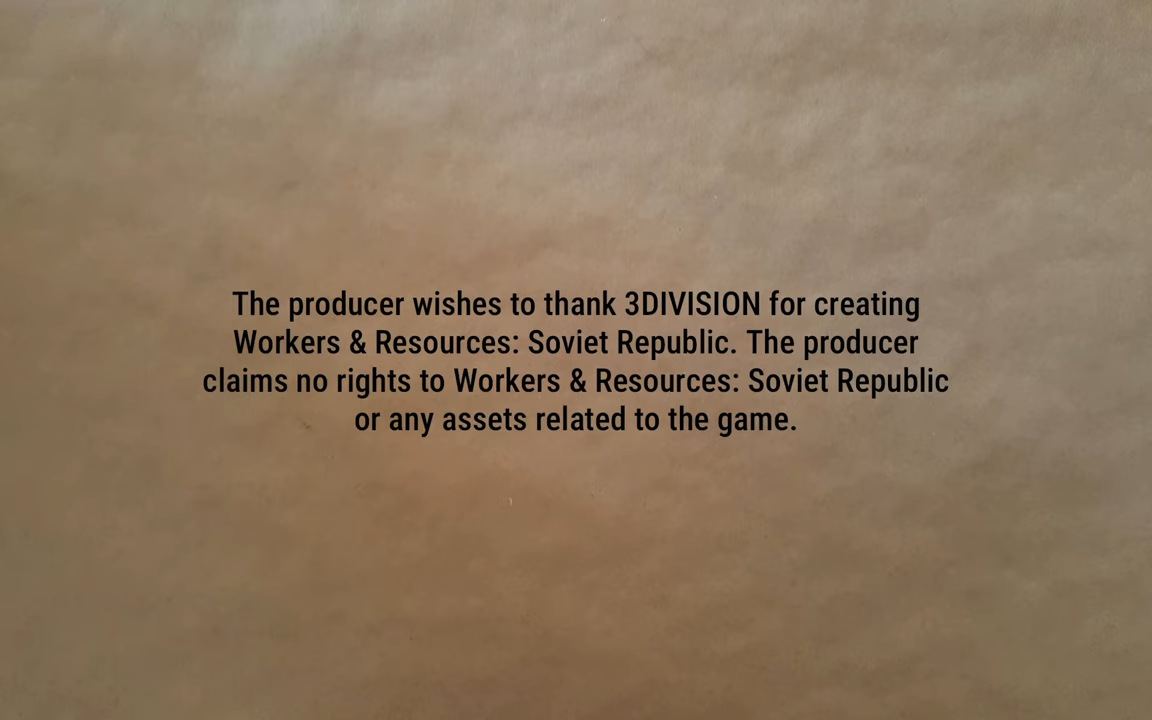 The producer wishes to thank 3DIVISION for creating
Workers & Resources: Soviet Republic. The producer
claims no rights to Workers & Resources: Soviet Republic
or any assets related to the game.